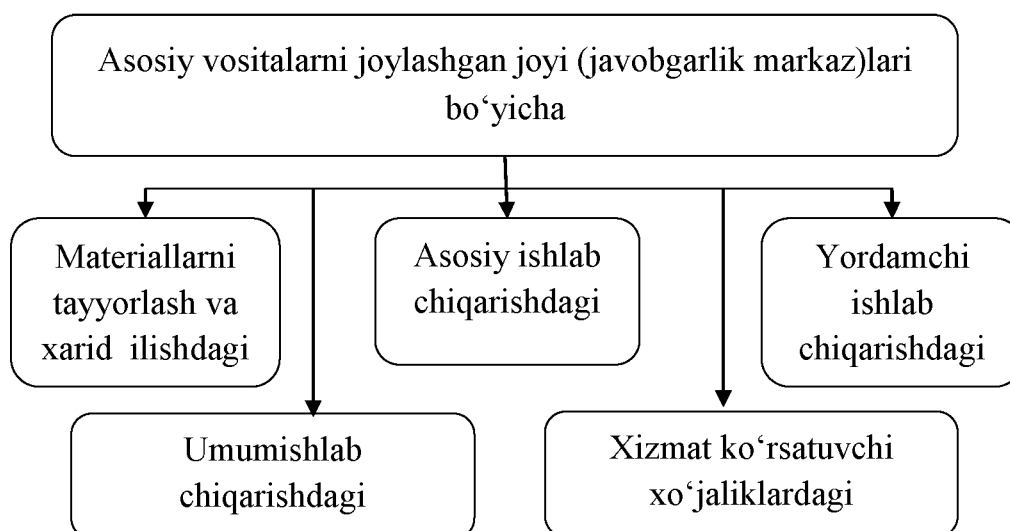 Asosiy vositalarni joylashgan joyi (javobgarlik markaz)lari
bo‘yicha
Materiallarni
tayyorlash va
xarid ilishdagi
Asosiy ishlab
chiqarishdagi
Yordamchi
ishlab
chiqarishdagi
Umumishlab
chiqarishdagi
Xizmat ko‘rsatuvchi
xo‘jaliklardagi